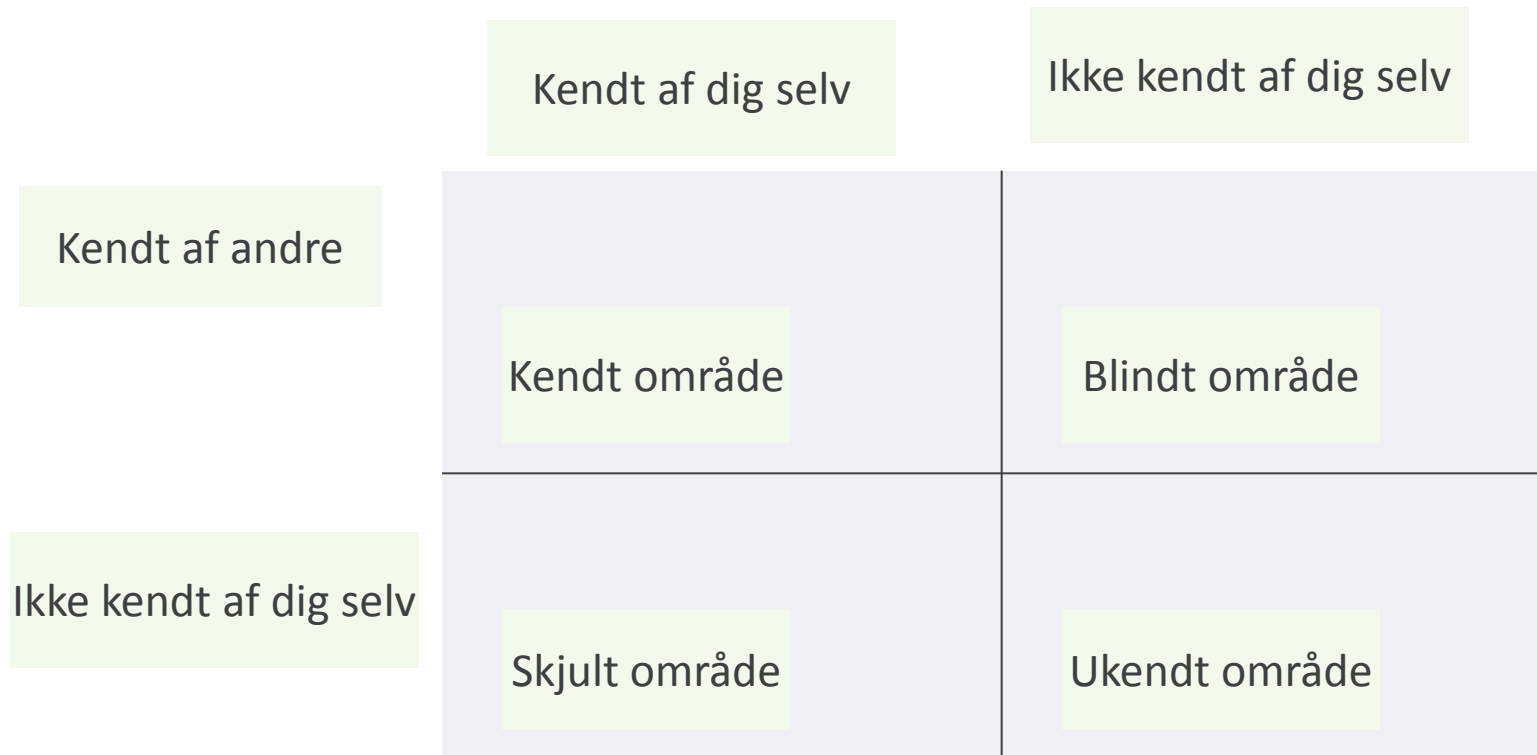 Kendt af dig selv
Ikke kendt af dig selv
Kendt af andre
Kendt område
Blindt område
Ikke kendt af dig selv
Skjult område
Ukendt område